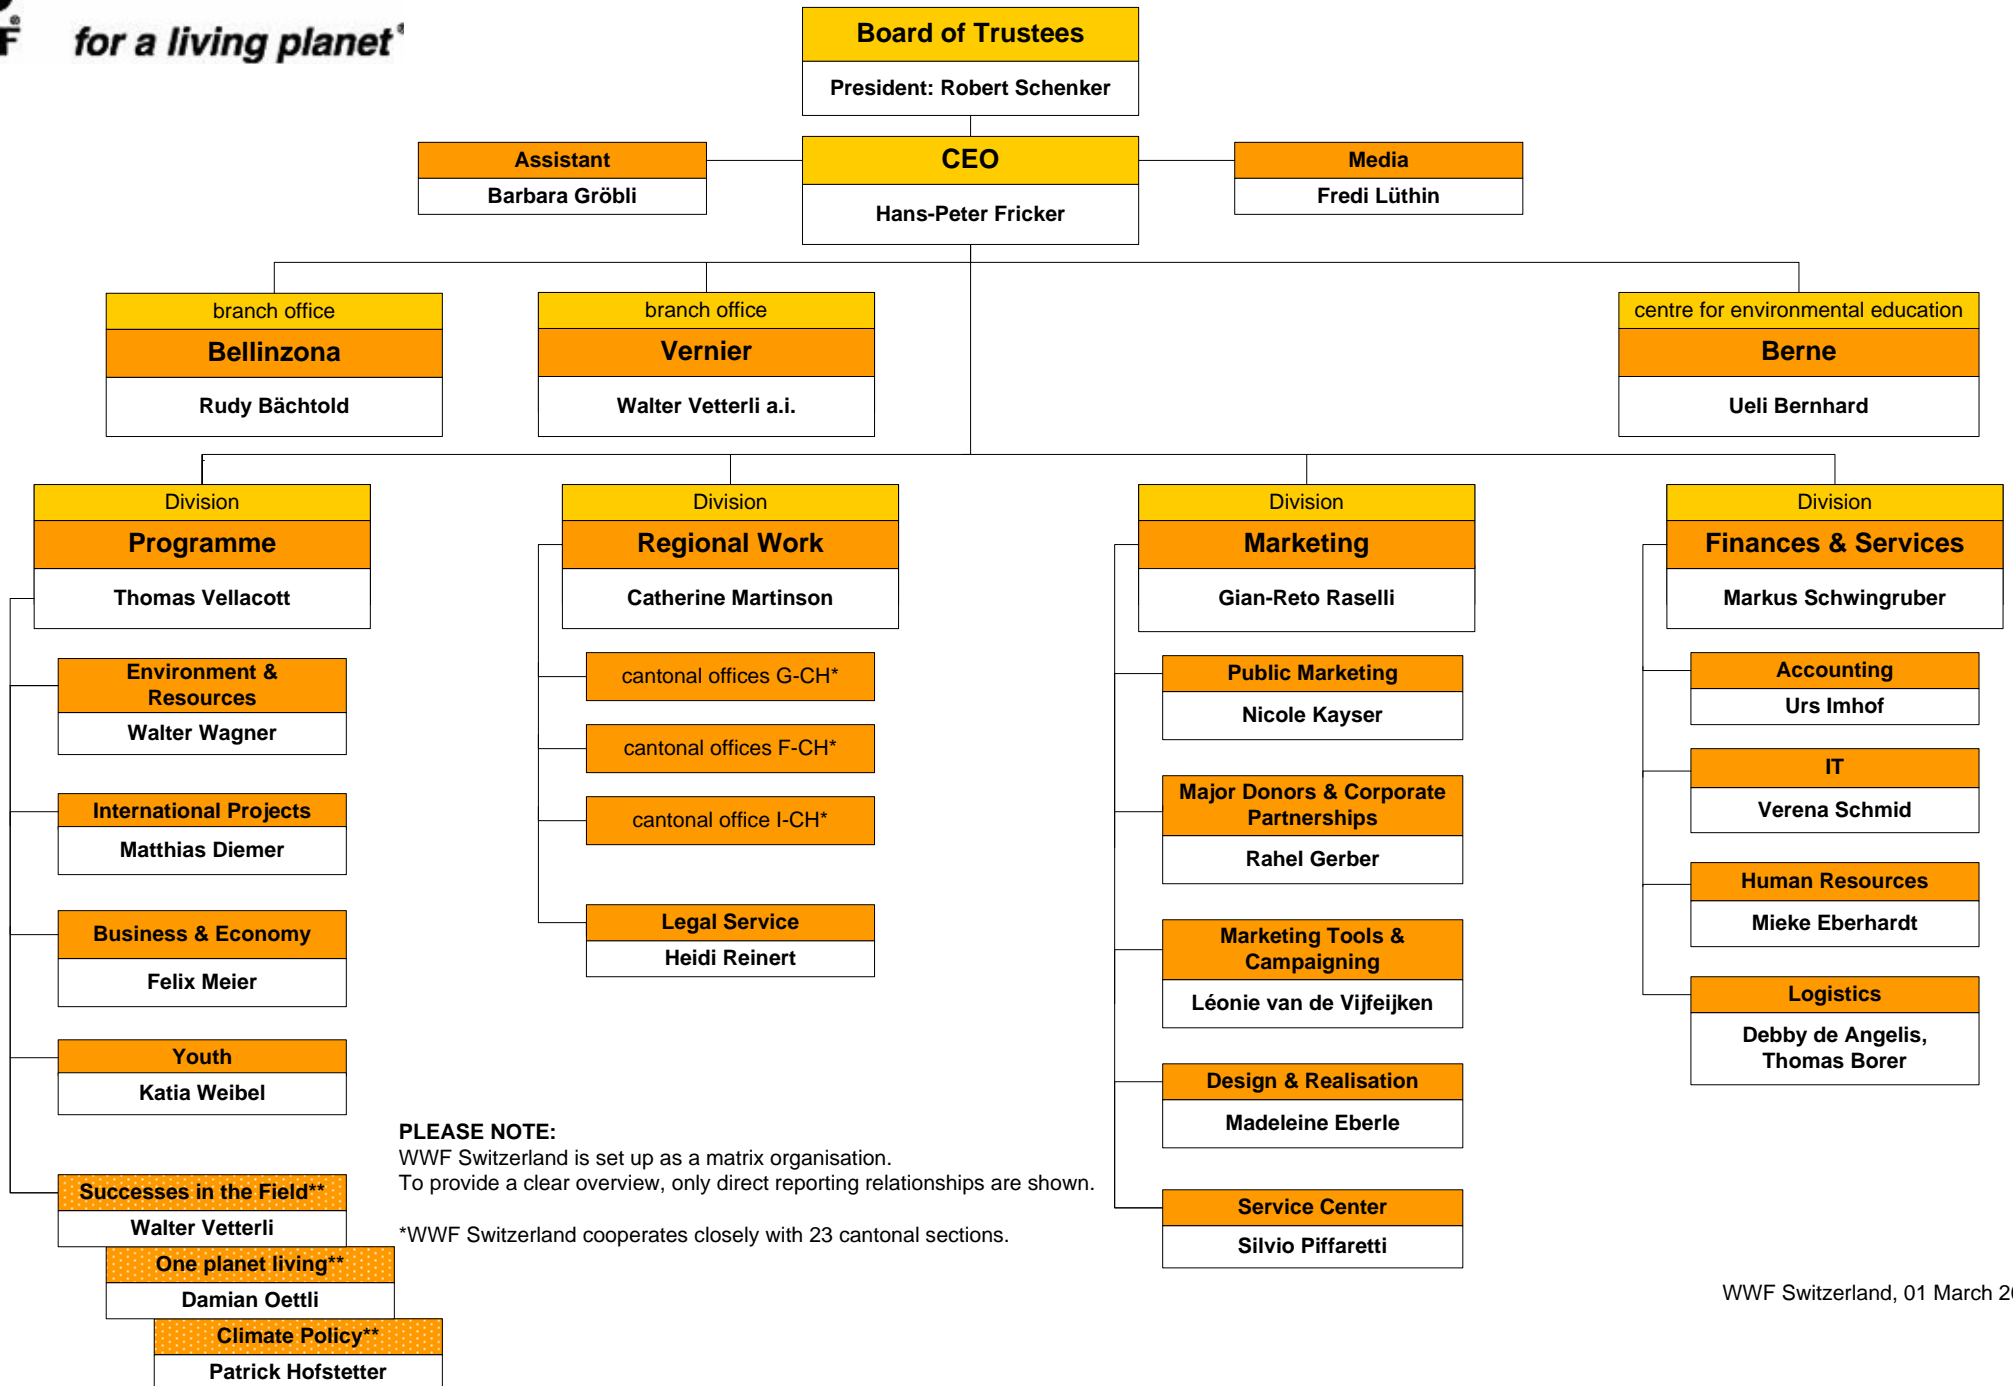 F®
for a living planet®
Board of Trustees
President: Robert Schenker
Assistant
Barbara Gröbli
CEO
Hans-Peter Fricker
Media
Fredi Lüthin
branch office
Bellinzona
Rudy Bächtold
branch office
Vernier
Walter Vetterli a.i.
centre for environmental education
Berne
Ueli Bernhard
Division
Programme
Thomas Vellacott
Environment &
Resources
Walter Wagner
International Projects
Matthias Diemer
Business & Economy
Felix Meier
Youth
Katia Weibel
Successes in the Field**
Walter Vetterli
One planet living**
Damian Oettli
Climate Policy**
Patrick Hofstetter
Division
Regional Work
Catherine Martinson
cantonal offices G-CH*
cantonal offices F-CH*
cantonal office I-CH*
Legal Service
Heidi Reinert
Division
Marketing
Gian-Reto Raselli
Public Marketing
Nicole Kayser
Major Donors & Corporate
Partnerships
Rahel Gerber
Marketing Tools &
Campaigning
Léonie van de Vijfeijken
Design & Realisation
Madeleine Eberle
Service Center
Silvio Piffaretti
Division
Finances & Services
Markus Schwingruber
Accounting
Urs Imhof
IT
Verena Schmid
Human Resources
Mieke Eberhardt
Logistics
Debby de Angelis,
Thomas Borer
PLEASE NOTE:
WWF Switzerland is set up as a matrix organisation.
To provide a clear overview, only direct reporting relationships are shown.
*WWF Switzerland cooperates closely with 23 cantonal sections.
WWF Switzerland, 01 March